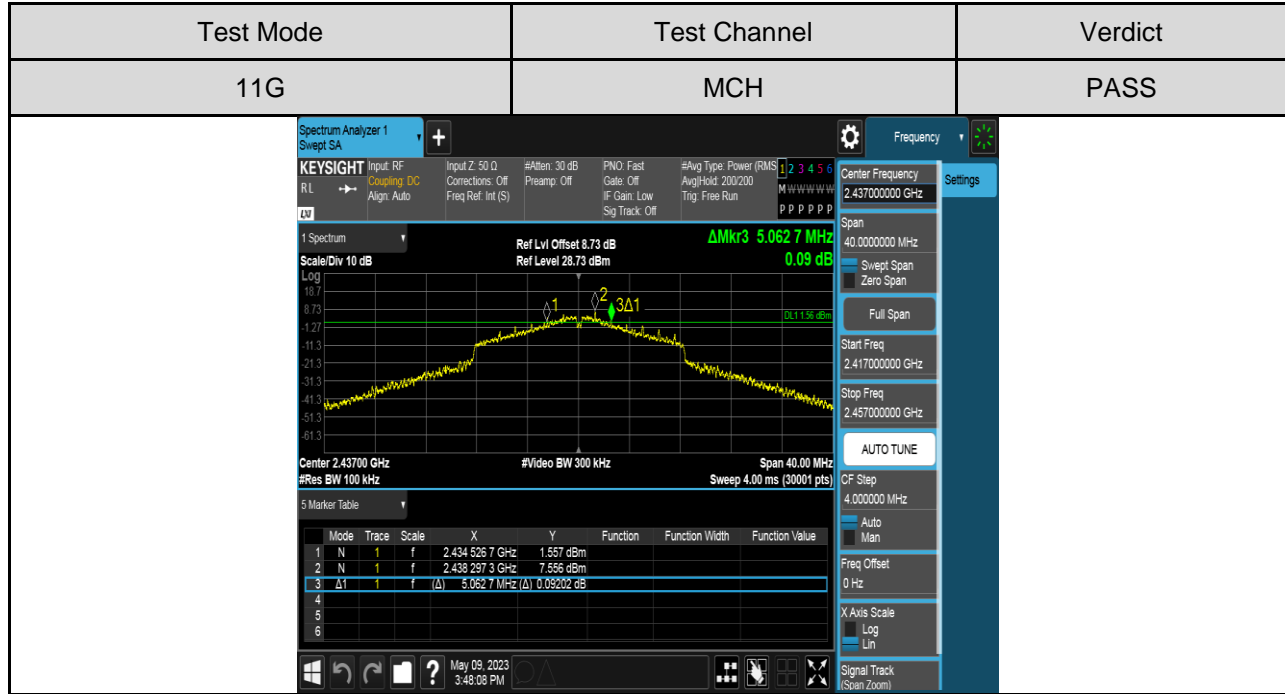 Test Mode Test Channel Verdict
11G MCH PASS
Spectrum Analyzer 1
Swept SA
+
Frequency
KEYSIGHT Input: RF Input Z: 50 Ω #Atten: 30 dB PNO: Fast #Avg Type: Power (RMS 1 2 3 4 5 6
RL Coupling: DC Corrections: Off Preamp: Off Gate: Off Avg|Hold: 200/200 M W W W W W
Align: Auto Freq Ref: Int (S) IF Gain: Low Trig: Free Run
LXI Sig Track: Off P P P P P P
Center Frequency
2.437000000 GHz
Settings
Span
40.0000000 MHz
Swept Span
Zero Span
Full Span
Start Freq
2.417000000 GHz
Stop Freq
2.457000000 GHz
AUTO TUNE
CF Step
4.000000 MHz
Auto
Man
Freq Offset
0 Hz
X Axis Scale
Log
Lin
Signal Track
(Span Zoom)
1 Spectrum
Ref Lvl Offset 8.73 dB ΔMkr3 5.062 7 MHz
Scale/Div 10 dB Ref Level 28.73 dBm 0.09 dB
Log
18.7
8.73
-1.27
-11.3
-21.3
-31.3
-41.3
-51.3
-61.3
1
2
3Δ1
DL1 1.56 dBm
Center 2.43700 GHz #Video BW 300 kHz Span 40.00 MHz
#Res BW 100 kHz Sweep 4.00 ms (30001 pts)
5 Marker Table
Mode Trace Scale X Y Function Function Width Function Value
1 N 1 f 2.434 526 7 GHz 1.557 dBm
2 N 1 f 2.438 297 3 GHz 7.556 dBm
3 Δ1 1 f (Δ) 5.062 7 MHz (Δ) 0.09202 dB
4
5
6
?
May 09, 2023
3:48:08 PM